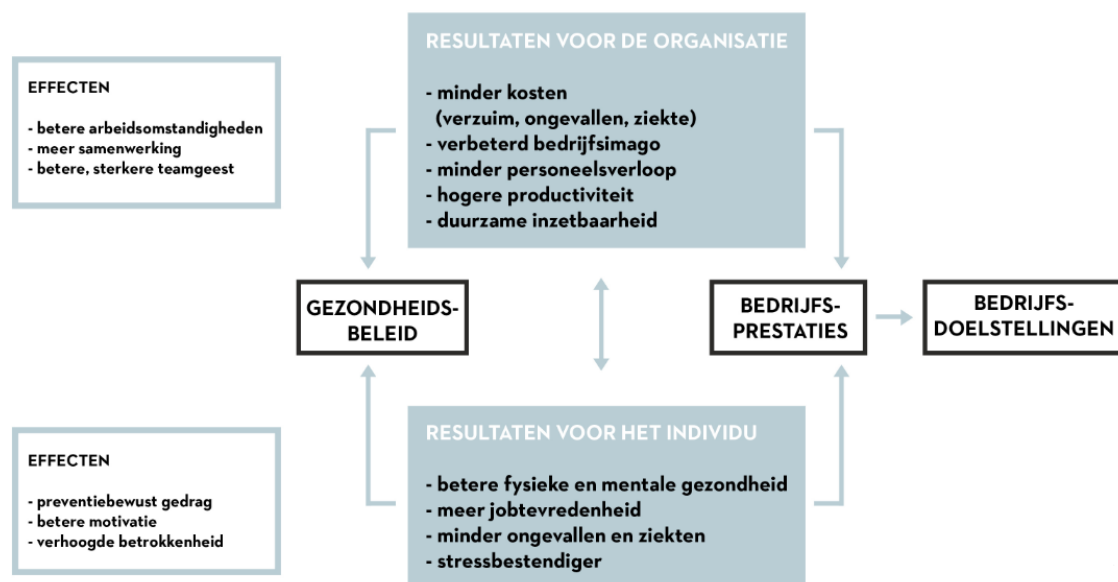 RESULTATEN VOOR DE ORGANISATIE
- minder kosten
(verzuim, ongevallen, ziekte)
- verbeterd bedrijfsimago
- minder personeelsverloop
- hogere productiviteit
- duurzame inzetbaarheid
EFFECTEN
- betere arbeidsomstandigheden
- meer samenwerking
- betere, sterkere teamgeest
GEZONDHEIDS-
BELEID
BEDRIJFS-
PRESTATIES
BEDRIJFS-
DOELSTELLINGEN
RESULTATEN VOOR HET INDIVIDU
- betere fysieke en mentale gezondheid
- meer jobtevredenheid
- minder ongevallen en ziekten
- stressbestendiger
EFFECTEN
- preventiebewust gedrag
- betere motivatie
- verhoogde betrokkenheid